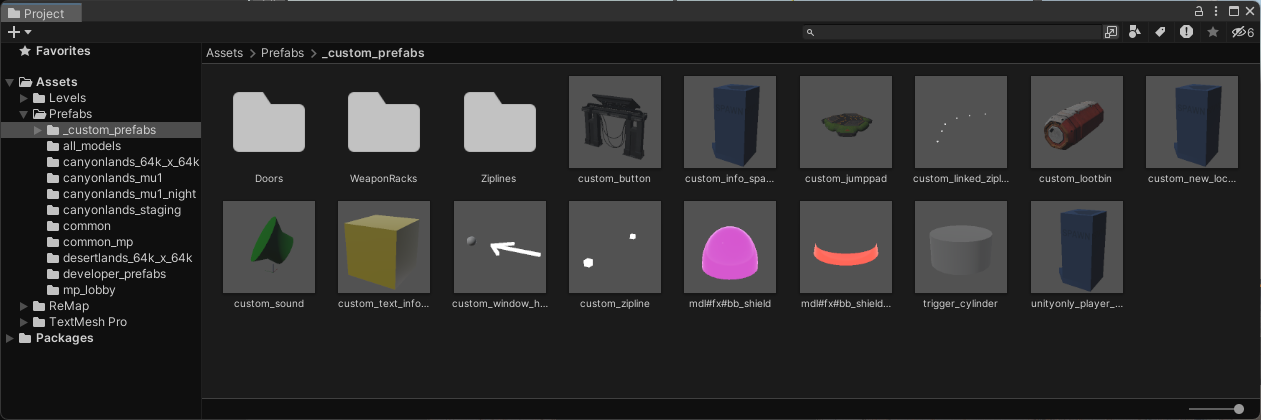 Project
6
Favorites
Assets
Levels
Prefabs
_custom_prefabs
all_models
canyonlands_64k_x_64k
canyonlands_mu1
canyonlands_mu1_night
canyonlands_staging
common
common_mp
desertlands_64k_x_64k
developer_prefabs
mp_lobby
ReMap
TextMesh Pro
Packages
Assets > Prefabs > _custom_prefabs
Doors
WeaponRacks
Ziplines
custom_button
custom_info_spa...
custom_jumppad
custom_linked_zipl...
custom_lootbin
custom_new_loc...
custom_sound
custom_text_info...
custom_window_h...
custom_zipline
mdl#fx#bb_shield
mdl#fx#bb_shield...
trigger_cylinder
unityonly_player_...